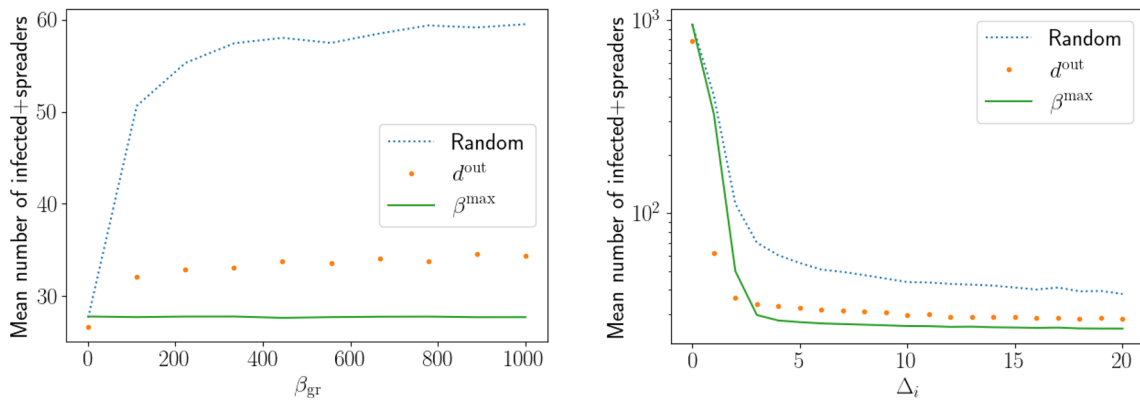 Mean number of infected+spreaders
60
50
40
30
Random
d^out
β^max
0
200
400
600
800
1000
β_gr
Mean number of infected+spreaders
10^3
10^2
Random
d^out
β^max
0
5
10
15
20
Δ_i